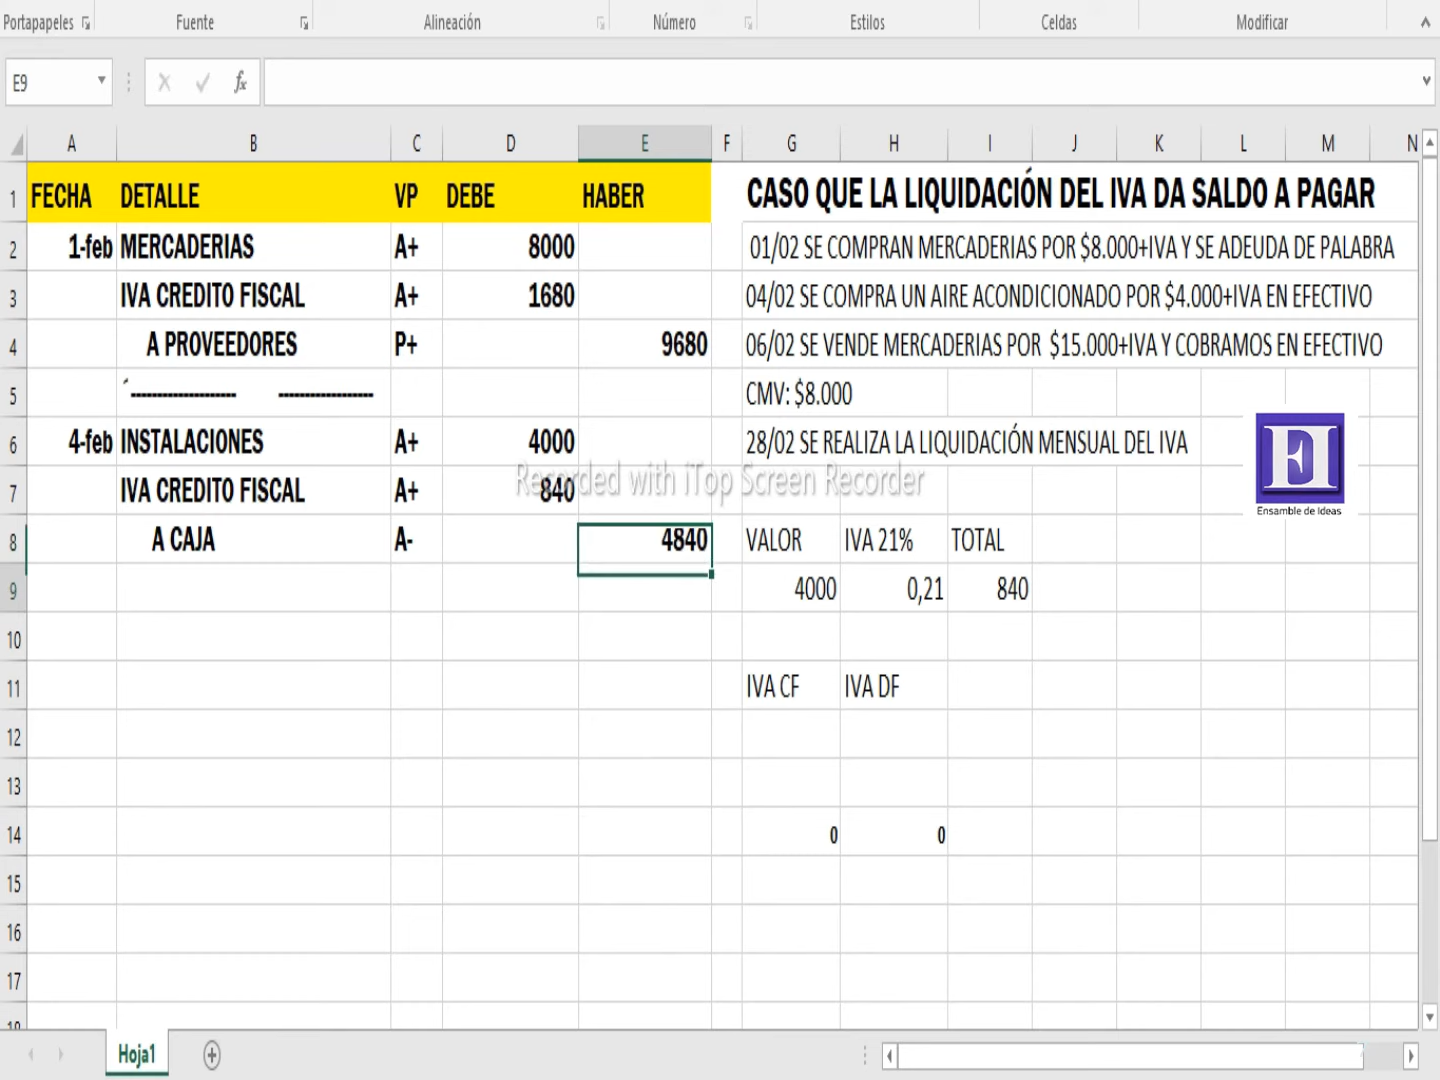 Portapapeles Fuente Alineación Número Estilos Celdas Modificar
E9 fx
A B C D E F G H I J K L M N
1 FECHA DETALLE VP DEBE HABER CASO QUE LA LIQUIDACIÓN DEL IVA DA SALDO A PAGAR
2 1-feb MERCADERIAS A+ 8000 01/02 SE COMPRAN MERCADERIAS POR $8.000+IVA Y SE ADEUDA DE PALABRA
3 IVA CREDITO FISCAL A+ 1680 04/02 SE COMPRA UN AIRE ACONDICIONADO POR $4.000+IVA EN EFECTIVO
4 A PROVEEDORES P+ 9680 06/02 SE VENDE MERCADERIAS POR $15.000+IVA Y COBRAMOS EN EFECTIVO
5 ´-------------------- ------------------ CMV: $8.000
6 4-feb INSTALACIONES A+ 4000 28/02 SE REALIZA LA LIQUIDACIÓN MENSUAL DEL IVA
EI
Recorded with iTop Screen Recorder
7 IVA CREDITO FISCAL A+ 840
Ensamble de Ideas
8 A CAJA A- 4840 VALOR IVA 21% TOTAL
9 4000 0,21 840
10
11 IVA CF IVA DF
12
13
14 0 0
15
16
17
18
Hoja1